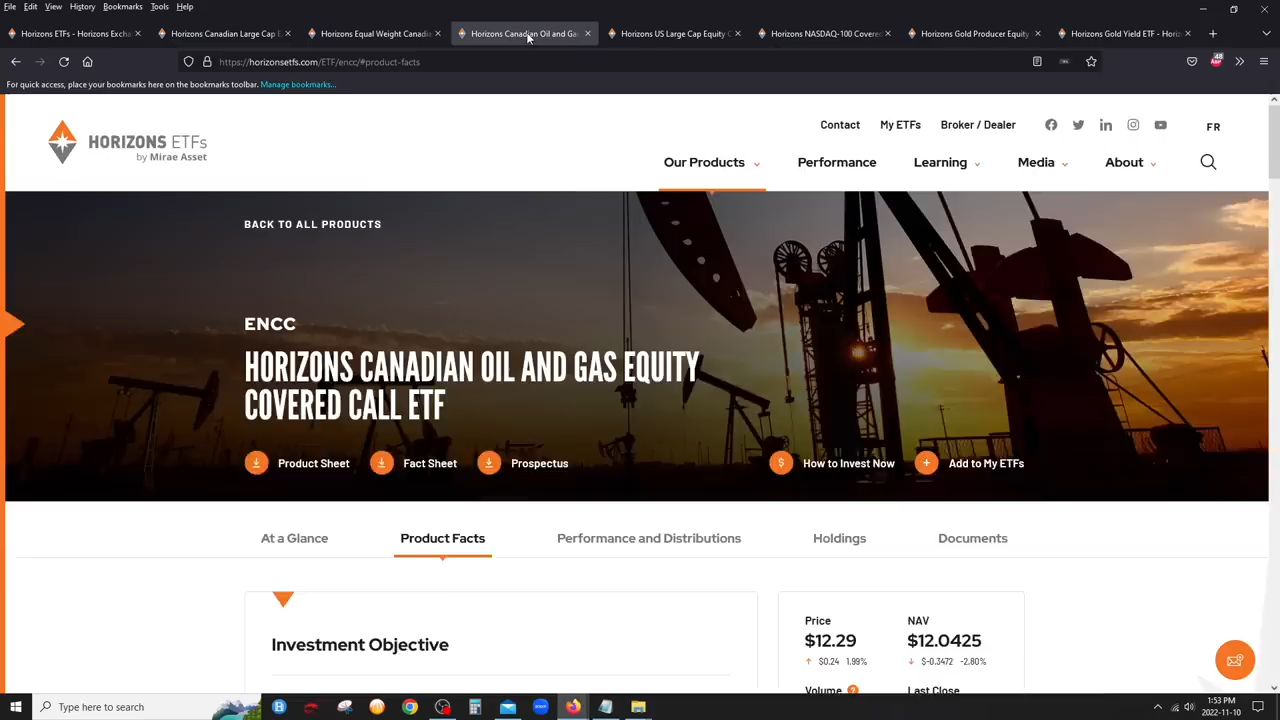 File Edit View History Bookmarks Tools Help
Horizons ETFs - Horizons Excha
Horizons Canadian Large Cap E
Horizons Equal Weight Canadia
Horizons Canadian Oil and Gas
Horizons US Large Cap Equity C
Horizons NASDAQ-100 Covered
Horizons Gold Producer Equity
Horizons Gold Yield ETF - Horiz
https://horizonsetfs.com/ETF/encc/#product-facts
For quick access, place your bookmarks here on the bookmarks toolbar. Manage bookmarks...
HORIZONS ETFs
by Mirae Asset
Contact My ETFs Broker / Dealer
FR
Our Products Performance Learning Media About
BACK TO ALL PRODUCTS
ENCC
HORIZONS CANADIAN OIL AND GAS EQUITY
COVERED CALL ETF
Product Sheet Fact Sheet Prospectus How to Invest Now Add to My ETFs
At a Glance Product Facts Performance and Distributions Holdings Documents
Investment Objective
Price NAV
$12.29 $12.0425
$0.24 1.99% $-0.3472 -2.80%
Volume ? Last Close
Type here to search
1:53 PM
2022-11-10